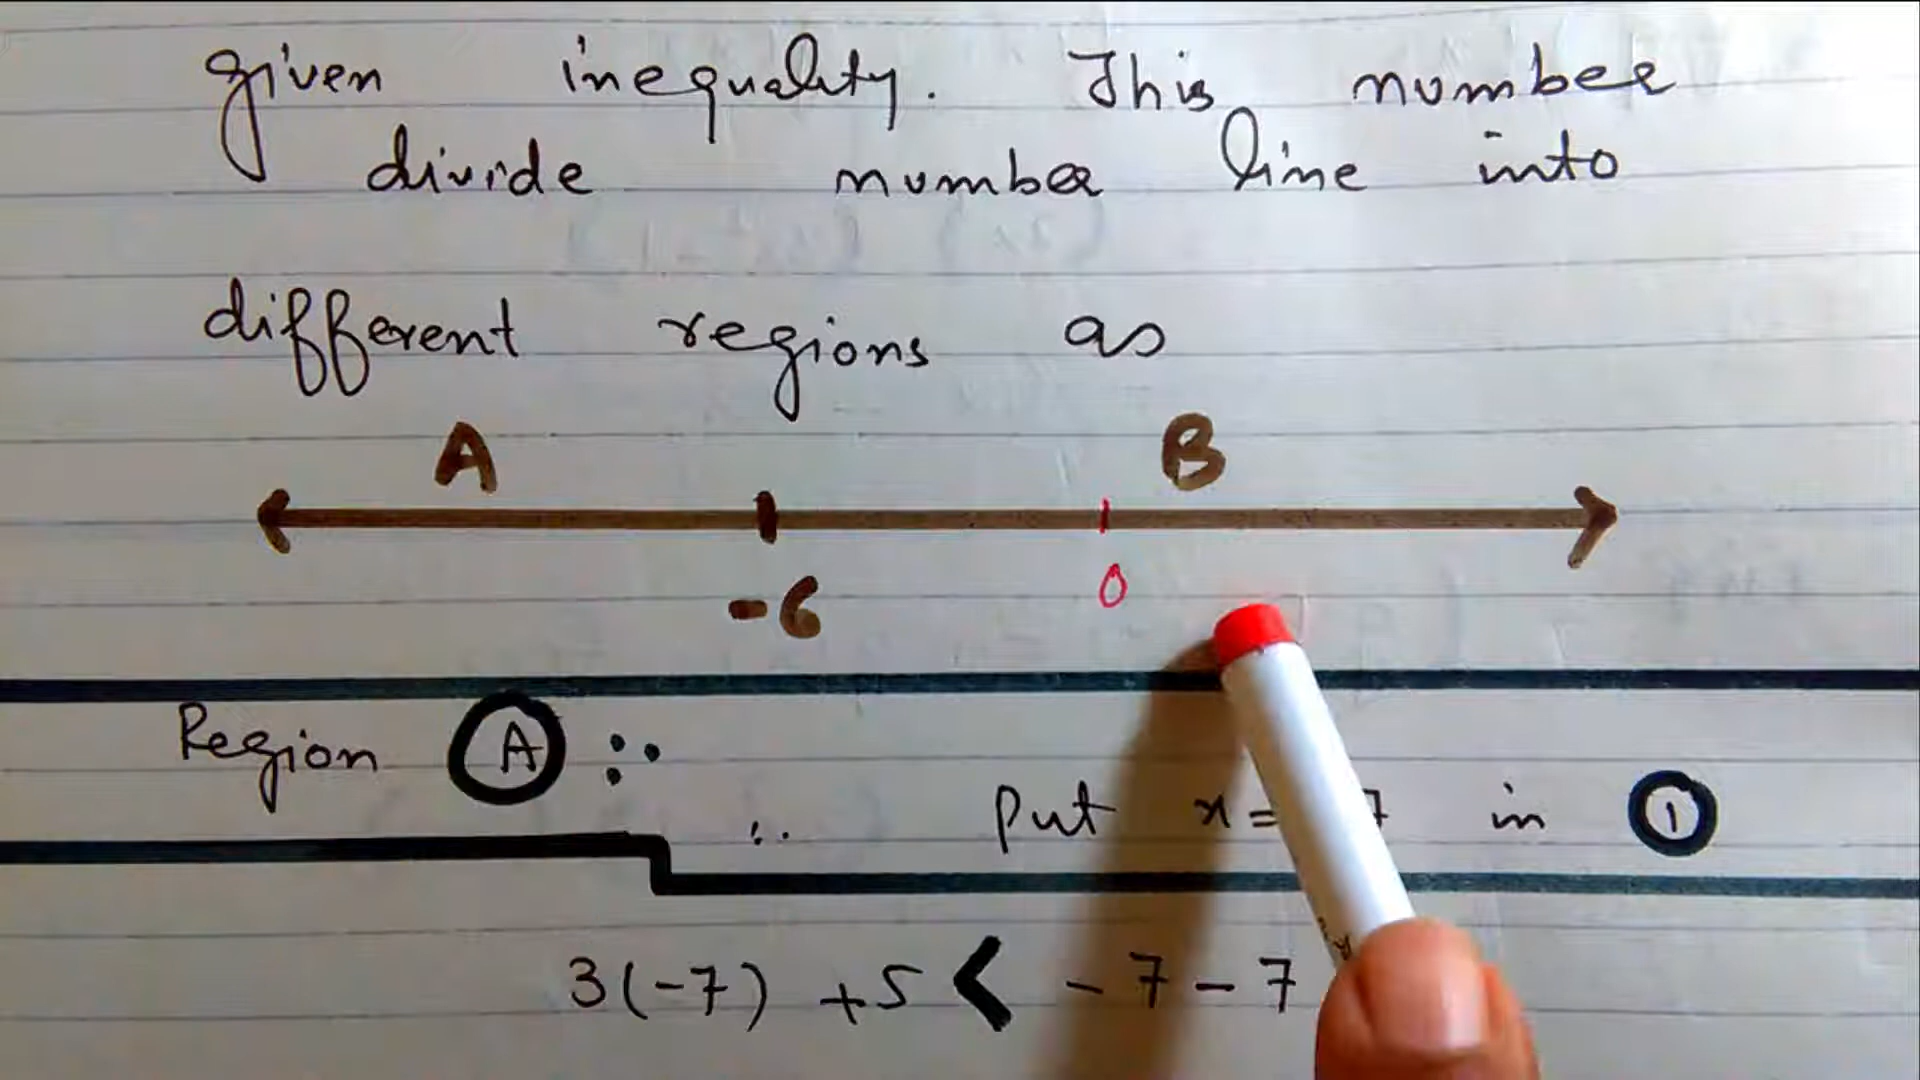 given inequality. This number
divide number line into
different regions as
A B
-6 0
Region A :.
∴ Put x = 7 in 1
3(-7) +5 < -7-7